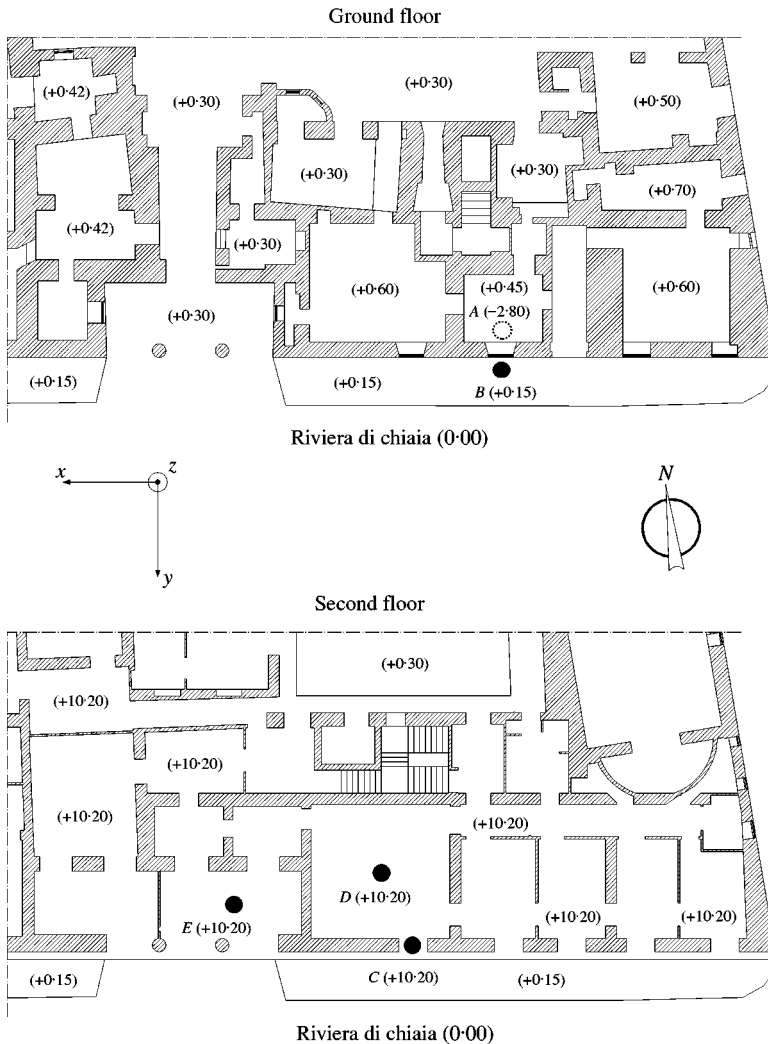 Ground floor
(+0·42)
(+0·30)
(+0·30)
(+0·50)
(+0·30)
(+0·30)
(+0·70)
(+0·42)
(+0·30)
(+0·60)
(+0·45)
(+0·60)
(+0·30)
A (−2·80)
(+0·15)
(+0·15)
B (+0·15)
Riviera di chiaia (0·00)
x
z
y
N
Second floor
(+0·30)
(+10·20)
(+10·20)
(+10·20)
(+10·20)
D (+10·20)
E (+10·20)
(+10·20)
(+10·20)
C (+10·20)
(+0·15)
(+0·15)
Riviera di chiaia (0·00)